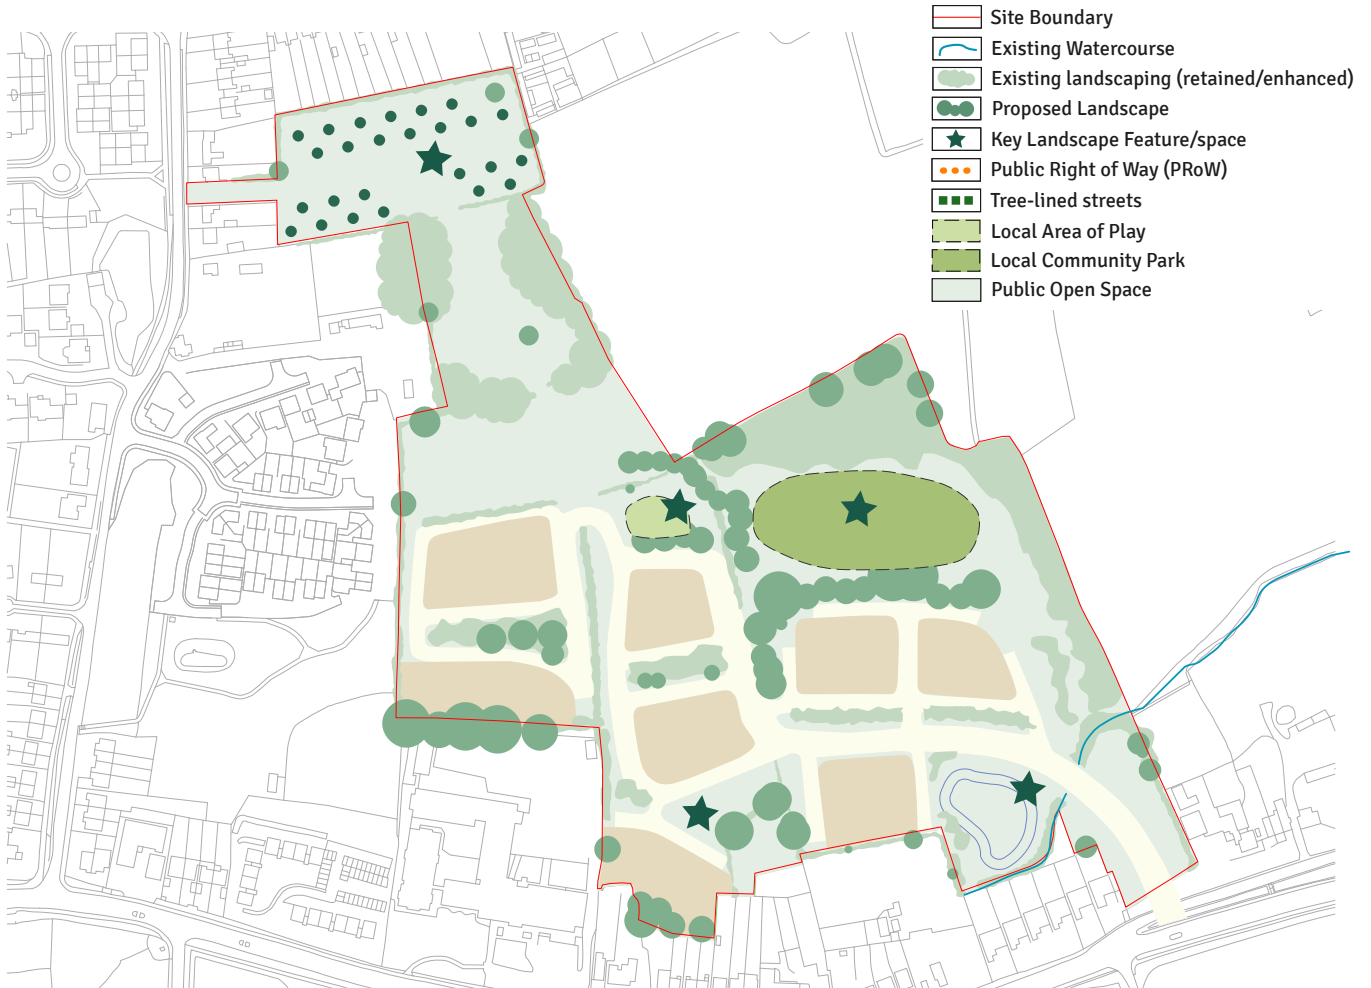 Site Boundary
Existing Watercourse
Existing landscaping (retained/enhanced)
Proposed Landscape
Key Landscape Feature/space
Public Right of Way (PRoW)
Tree-lined streets
Local Area of Play
Local Community Park
Public Open Space